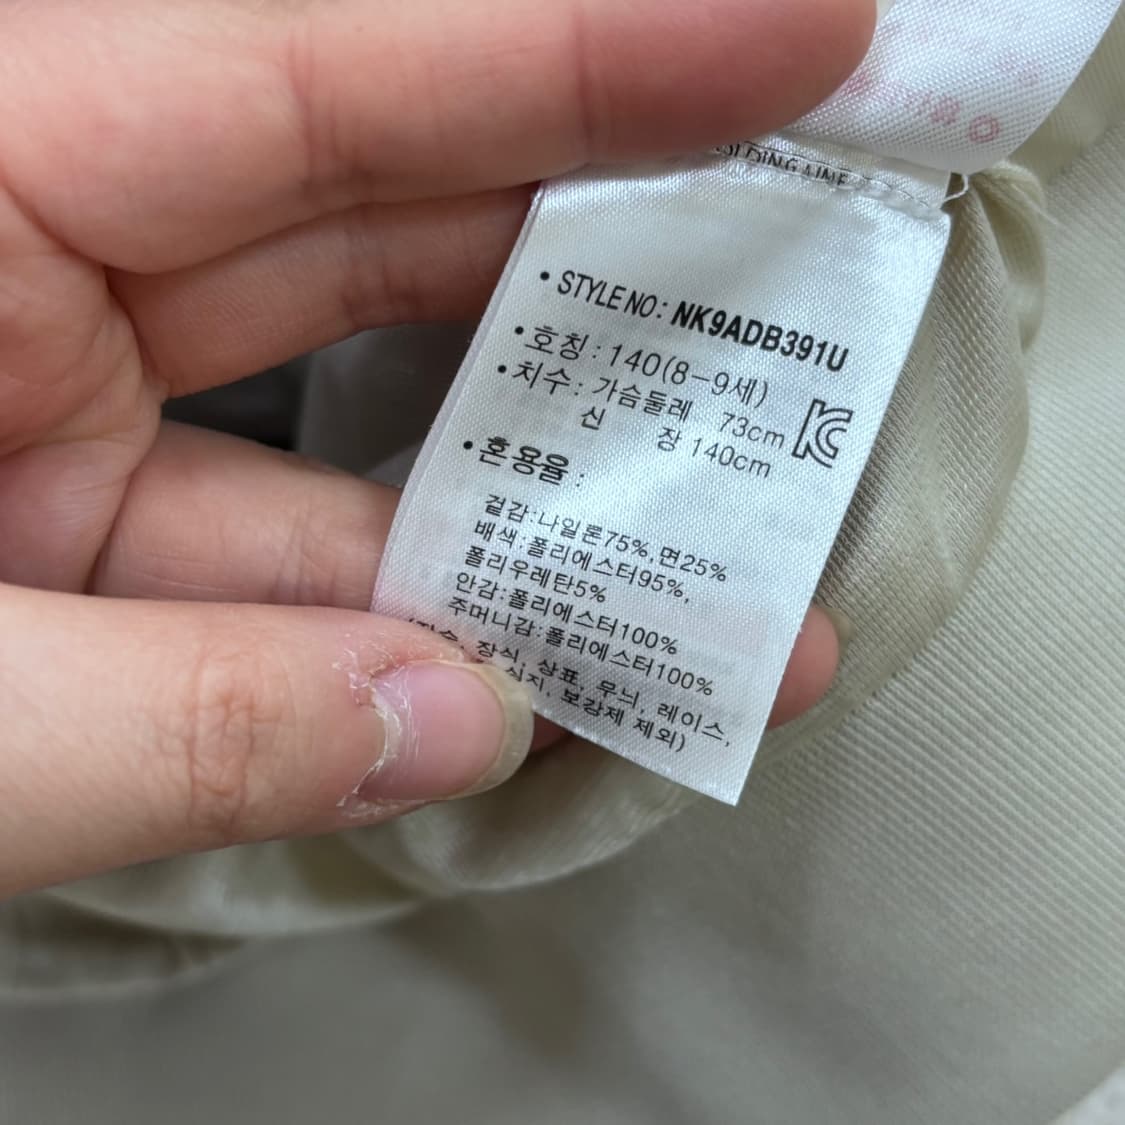 • STYLE NO: NK9ADB391U
• 호칭 : 140(8-9세)
• 치수 : 가슴둘레 73cm
신 장 140cm
• 혼용율 :
겉감:나일론75%,면25%
배색:폴리에스터95%,
폴리우레탄5%
안감:폴리에스터100%
주머니감:폴리에스터100%
장식, 상표, 무늬, 레이스,
심지, 보강제 제외)